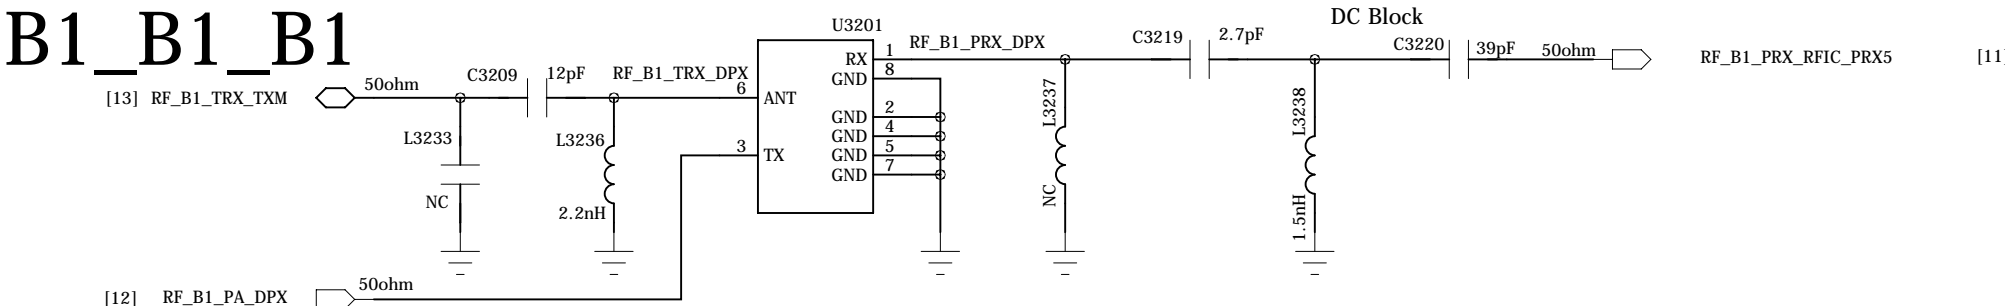 B1_B1_B1
DC Block
U3201
RF_B1_PRX_DPX
C3219
2.7pF
C3220
39pF
50ohm
RF_B1_PRX_RFIC_PRX5
[11]
1
RX
8
GND
[13] RF_B1_TRX_TXM
50ohm
C3209
12pF
RF_B1_TRX_DPX
6
ANT
2
GND
4
GND
5
GND
7
GND
3
TX
L3233
NC
L3236
2.2nH
L3237
NC
L3238
1.5nH
[12] RF_B1_PA_DPX
50ohm